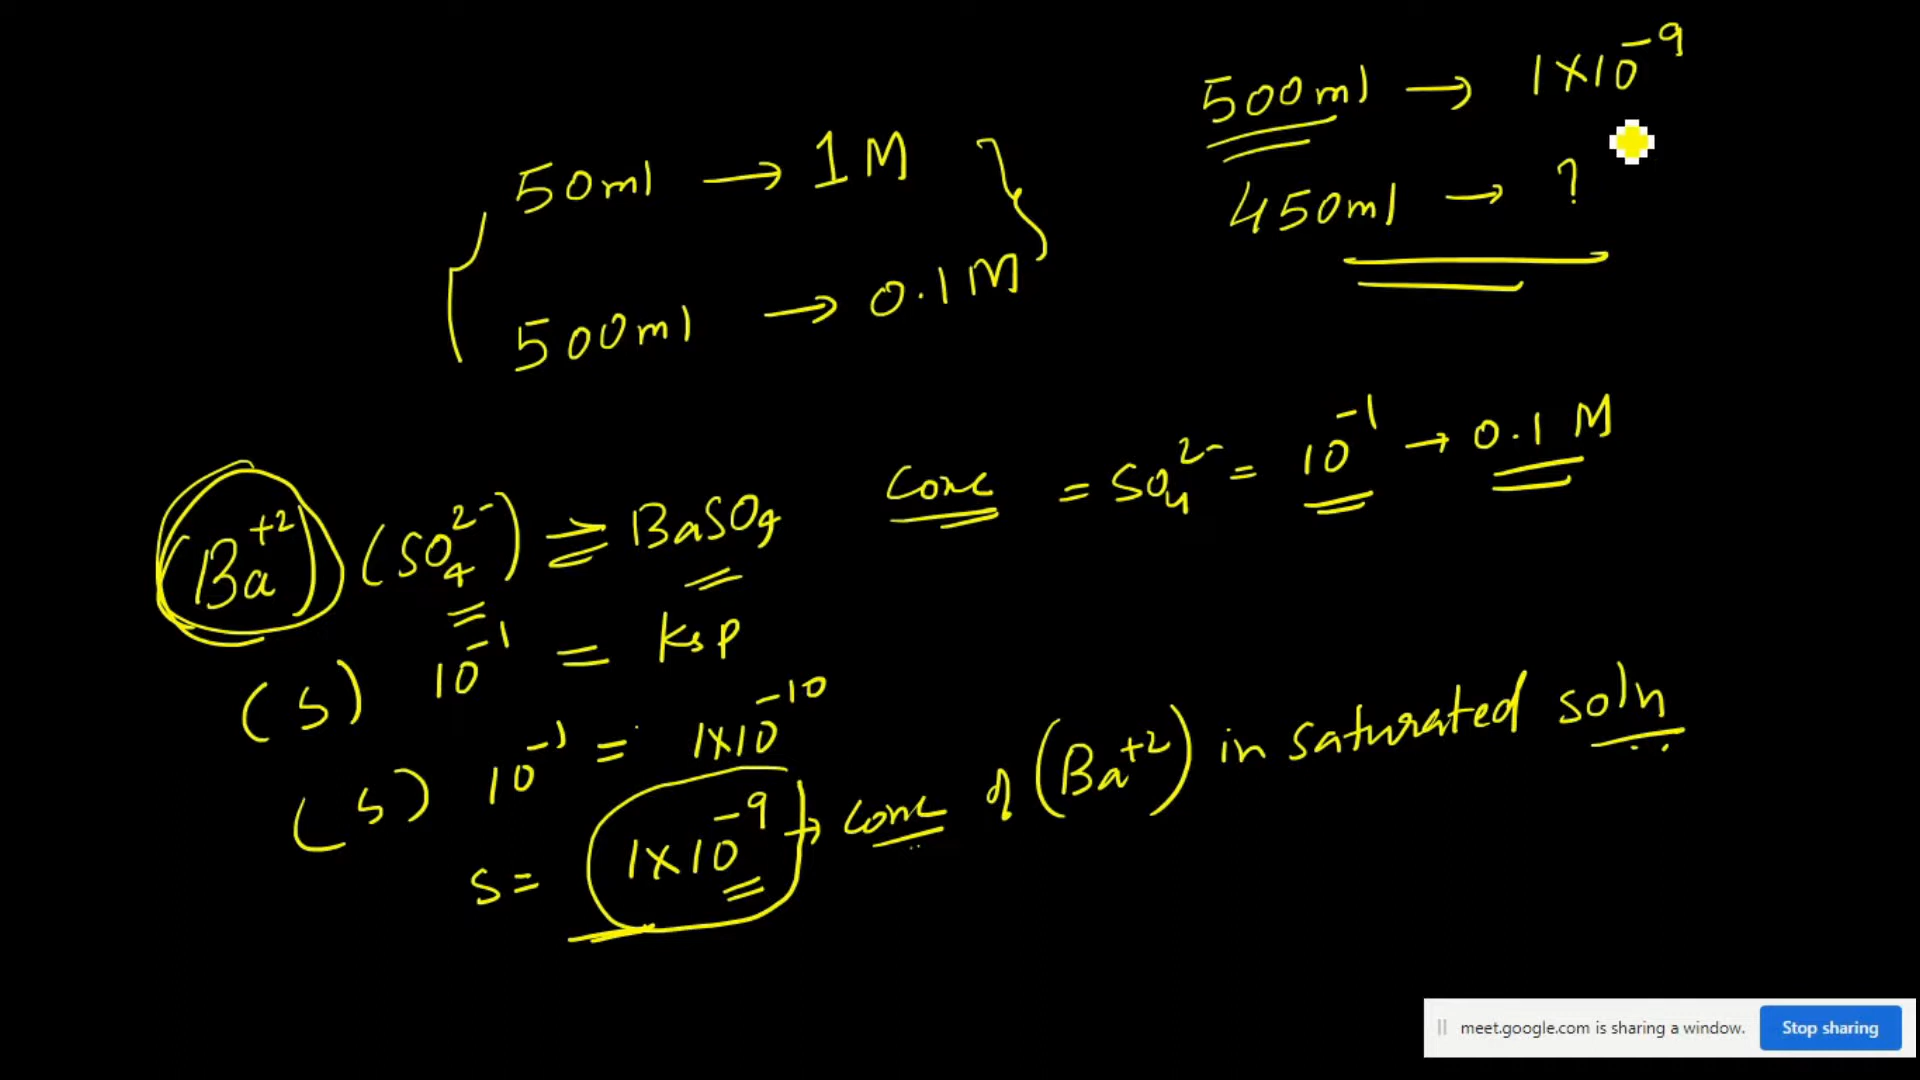 500ml → 1×10⁻⁹
50ml → 1M
450ml → ?
500ml → 0.1M
Conc = SO₄²⁻ = 10⁻¹ → 0.1 M
(Ba⁺²) (SO₄²⁻) ⇌ BaSO₄
(s) 10⁻¹ = Ksp
(s) 10⁻¹ = 1×10⁻¹⁰
s = 1×10⁻⁹ → conc of (Ba⁺²) in saturated soln
meet.google.com is sharing a window. Stop sharing